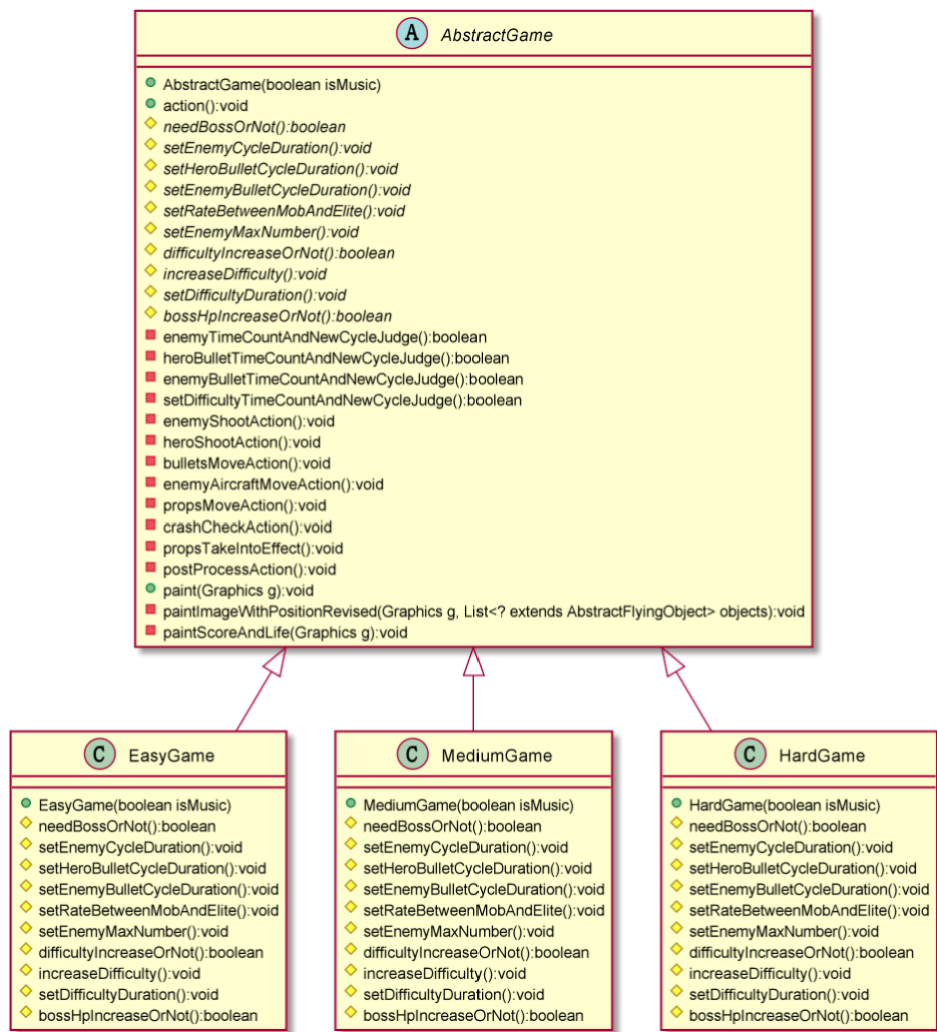 A AbstractGame
AbstractGame(boolean isMusic)
action():void
needBossOrNot():boolean
setEnemyCycleDuration():void
setHeroBulletCycleDuration():void
setEnemyBulletCycleDuration():void
setRateBetweenMobAndElite():void
setEnemyMaxNumber():void
difficultyIncreaseOrNot():boolean
increaseDifficulty():void
setDifficultyDuration():void
bossHpIncreaseOrNot():boolean
enemyTimeCountAndNewCycleJudge():boolean
heroBulletTimeCountAndNewCycleJudge():boolean
enemyBulletTimeCountAndNewCycleJudge():boolean
setDifficultyTimeCountAndNewCycleJudge():boolean
enemyShootAction():void
heroShootAction():void
bulletsMoveAction():void
enemyAircraftMoveAction():void
propsMoveAction():void
crashCheckAction():void
propsTakeIntoEffect():void
postProcessAction():void
paint(Graphics g):void
paintImageWithPositionRevised(Graphics g, List<? extends AbstractFlyingObject> objects):void
paintScoreAndLife(Graphics g):void
C EasyGame
EasyGame(boolean isMusic)
needBossOrNot():boolean
setEnemyCycleDuration():void
setHeroBulletCycleDuration():void
setEnemyBulletCycleDuration():void
setRateBetweenMobAndElite():void
setEnemyMaxNumber():void
difficultyIncreaseOrNot():boolean
increaseDifficulty():void
setDifficultyDuration():void
bossHpIncreaseOrNot():boolean
C MediumGame
MediumGame(boolean isMusic)
needBossOrNot():boolean
setEnemyCycleDuration():void
setHeroBulletCycleDuration():void
setEnemyBulletCycleDuration():void
setRateBetweenMobAndElite():void
setEnemyMaxNumber():void
difficultyIncreaseOrNot():boolean
increaseDifficulty():void
setDifficultyDuration():void
bossHpIncreaseOrNot():boolean
C HardGame
HardGame(boolean isMusic)
needBossOrNot():boolean
setEnemyCycleDuration():void
setHeroBulletCycleDuration():void
setEnemyBulletCycleDuration():void
setRateBetweenMobAndElite():void
setEnemyMaxNumber():void
difficultyIncreaseOrNot():boolean
increaseDifficulty():void
setDifficultyDuration():void
bossHpIncreaseOrNot():boolean